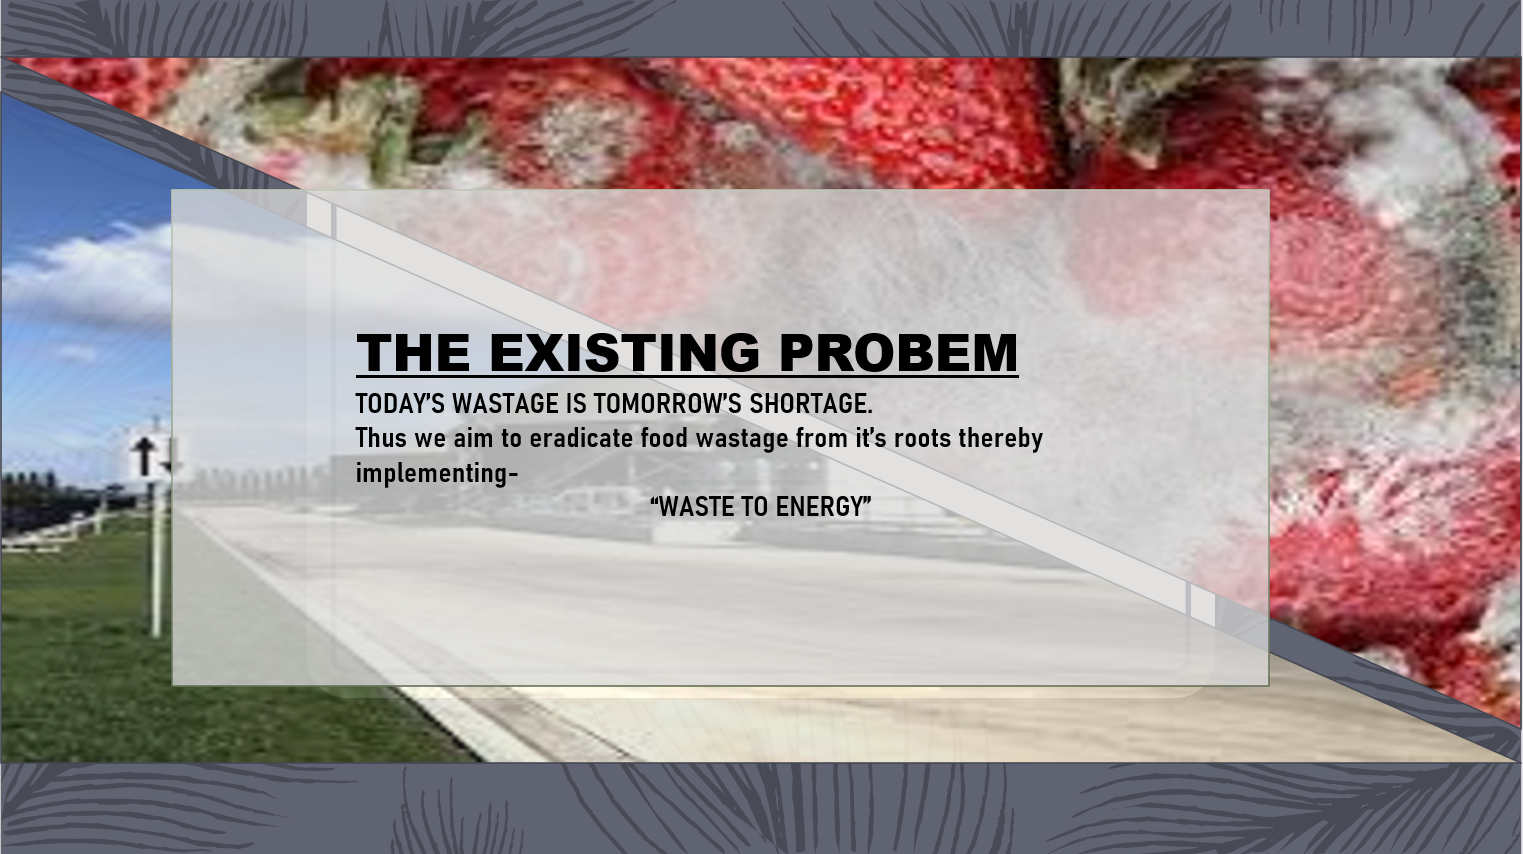 THE EXISTING PROBEM
TODAY’S WASTAGE IS TOMORROW’S SHORTAGE.
Thus we aim to eradicate food wastage from it’s roots thereby
implementing-
“WASTE TO ENERGY”